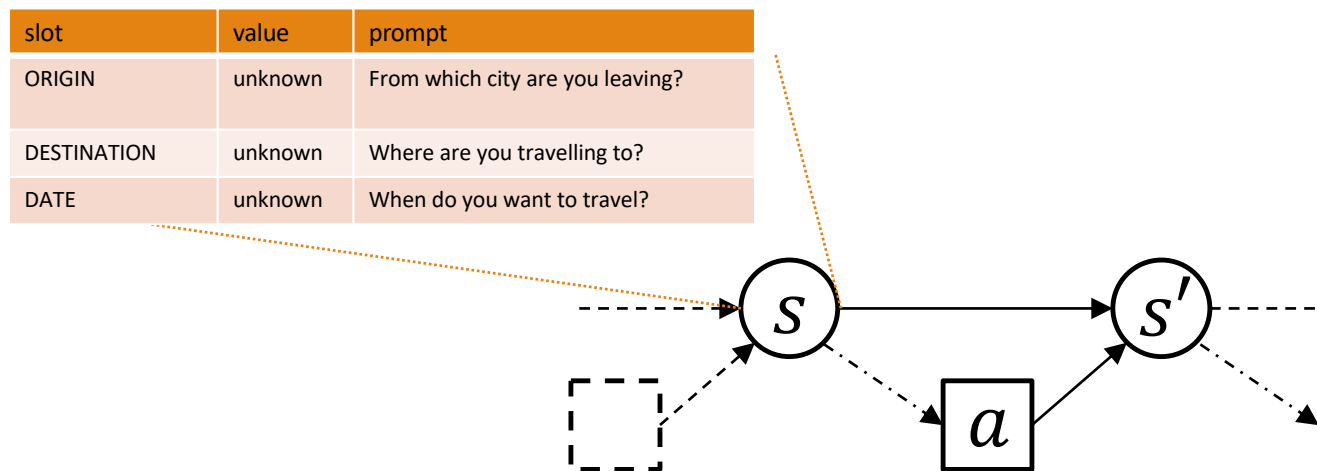 slot value prompt
ORIGIN unknown From which city are you leaving?
DESTINATION unknown Where are you travelling to?
DATE unknown When do you want to travel?
s s′
a